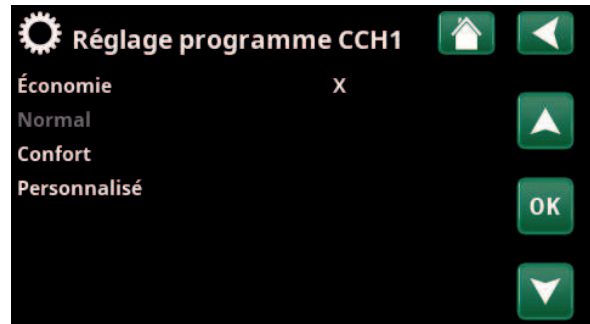 Réglage programme CCH1
Économie X
Normal
Confort
Personnalisé
OK